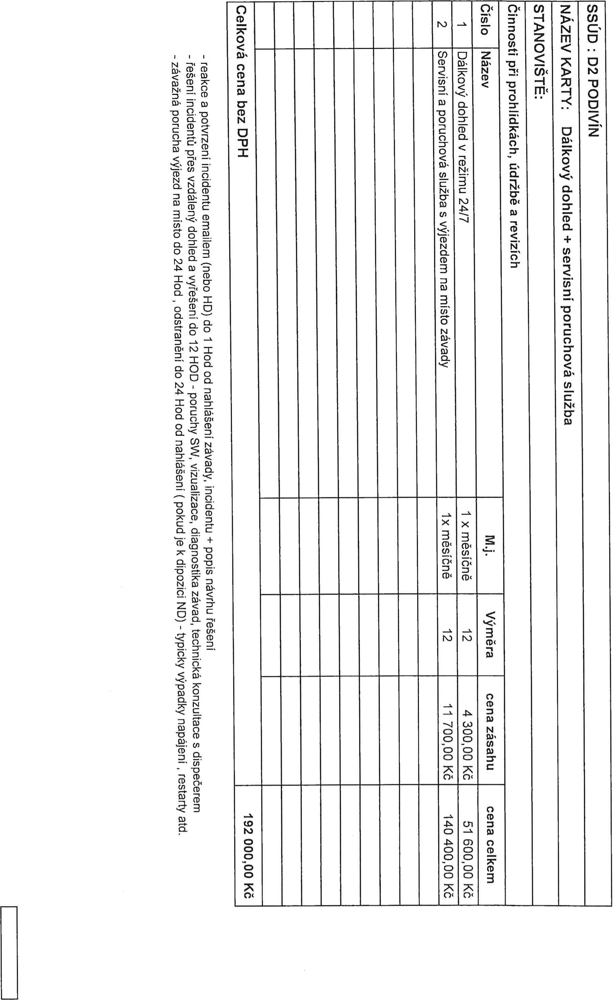 SSÚD : D2 PODIVÍN
NÁZEV KARTY: Dálkový dohled + servisní poruchová služba
STANOVIŠTĚ:
Činnosti při prohlídkách, údržbě a revizích
Číslo Název M.j. Výměra cena zásahu cena celkem
1 Dálkový dohled v režimu 24/7 1 x měsíčně 12 4 300,00 Kč 51 600,00 Kč
2 Servisní a poruchová služba s výjezdem na místo závady 1x měsíčně 12 11 700,00 Kč 140 400,00 Kč
Celková cena bez DPH 192 000,00 Kč
- reakce a potvrzení incidentu emailem (nebo HD) do 1 Hod od nahlášení závady, incidentu + popis návrhu řešení
- řešení incidentů přes vzdálený dohled a vyřešení do 12 HOD - poruchy SW, vizualizace, diagnostika závad, technická konzultace s dispečerem
- závažná porucha výjezd na místo do 24 Hod , odstranění do 24 Hod od nahlášení ( pokud je k dipozici ND) - typicky výpadky napájení , restarty atd.